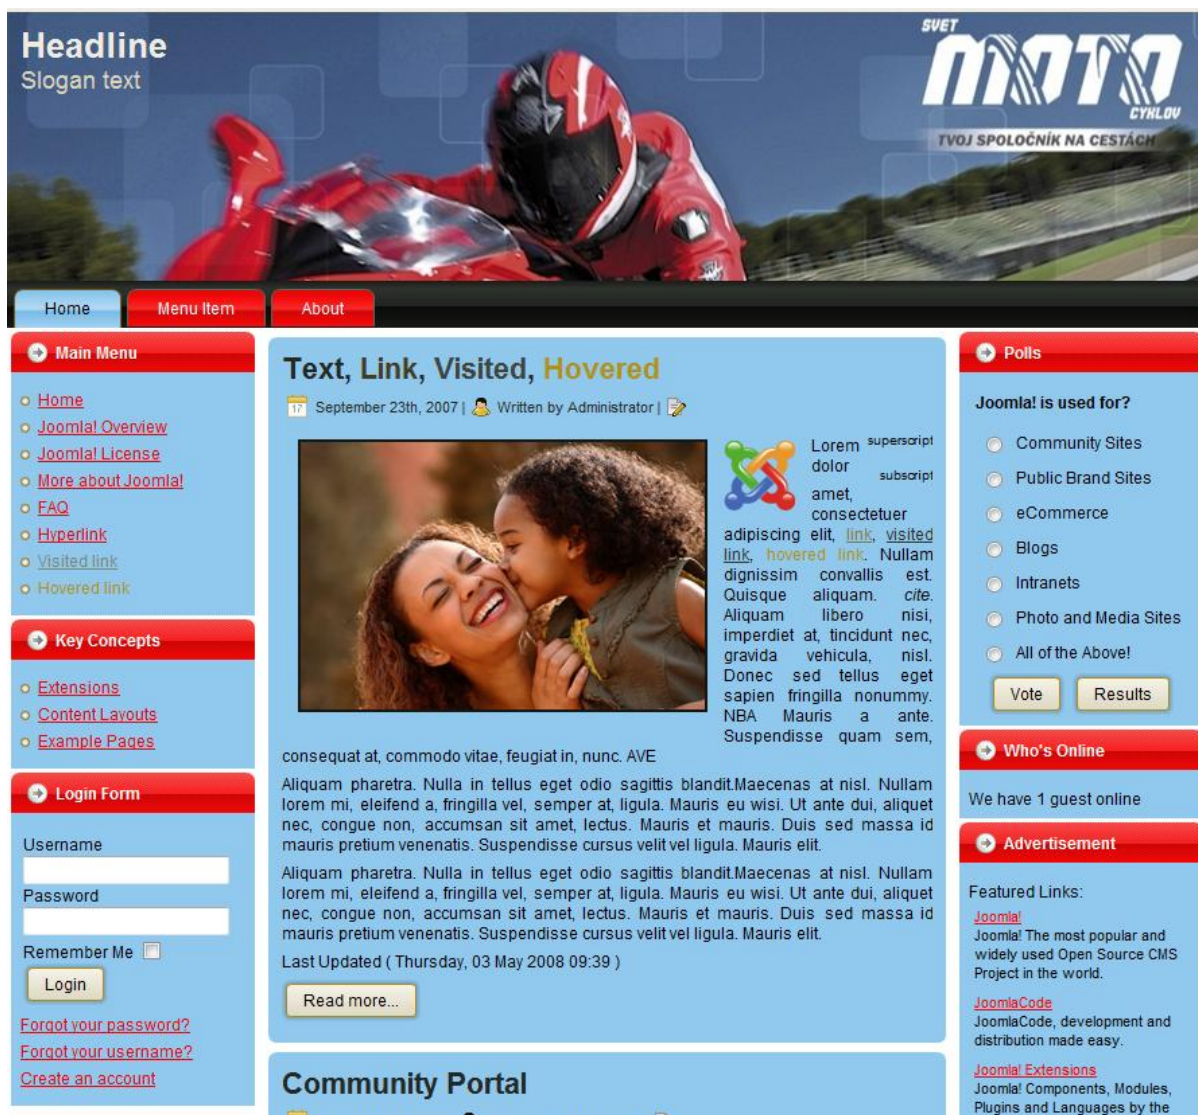 Headline
Slogan text
SVET
MOTO
CYKLOV
TVOJ SPOLOČNÍK NA CESTÁCH
Home
Menu Item
About
Main Menu
Home
Joomla! Overview
Joomla! License
More about Joomla!
FAQ
Hyperlink
Visited link
Hovered link
Key Concepts
Extensions
Content Layouts
Example Pages
Login Form
Username
Password
Remember Me
Login
Forgot your password?
Forgot your username?
Create an account
Text, Link, Visited, Hovered
17 September 23th, 2007 | Written by Administrator |
Lorem superscript
dolor subscript
amet,
consectetuer
adipiscing elit, link, visited
link, hovered link. Nullam
dignissim convallis est.
Quisque aliquam. cite.
Aliquam libero nisi,
imperdiet at, tincidunt nec,
gravida vehicula, nisl.
Donec sed tellus eget
sapien fringilla nonummy.
NBA Mauris a ante.
Suspendisse quam sem,
consequat at, commodo vitae, feugiat in, nunc. AVE
Aliquam pharetra. Nulla in tellus eget odio sagittis blandit.Maecenas at nisl. Nullam
lorem mi, eleifend a, fringilla vel, semper at, ligula. Mauris eu wisi. Ut ante dui, aliquet
nec, congue non, accumsan sit amet, lectus. Mauris et mauris. Duis sed massa id
mauris pretium venenatis. Suspendisse cursus velit vel ligula. Mauris elit.
Aliquam pharetra. Nulla in tellus eget odio sagittis blandit.Maecenas at nisl. Nullam
lorem mi, eleifend a, fringilla vel, semper at, ligula. Mauris eu wisi. Ut ante dui, aliquet
nec, congue non, accumsan sit amet, lectus. Mauris et mauris. Duis sed massa id
mauris pretium venenatis. Suspendisse cursus velit vel ligula. Mauris elit.
Last Updated ( Thursday, 03 May 2008 09:39 )
Read more...
Community Portal
Polls
Joomla! is used for?
Community Sites
Public Brand Sites
eCommerce
Blogs
Intranets
Photo and Media Sites
All of the Above!
Vote
Results
Who's Online
We have 1 guest online
Advertisement
Featured Links:
Joomla!
Joomla! The most popular and
widely used Open Source CMS
Project in the world.
JoomlaCode
JoomlaCode, development and
distribution made easy.
Joomla! Extensions
Joomla! Components, Modules,
Plugins and Languages by the